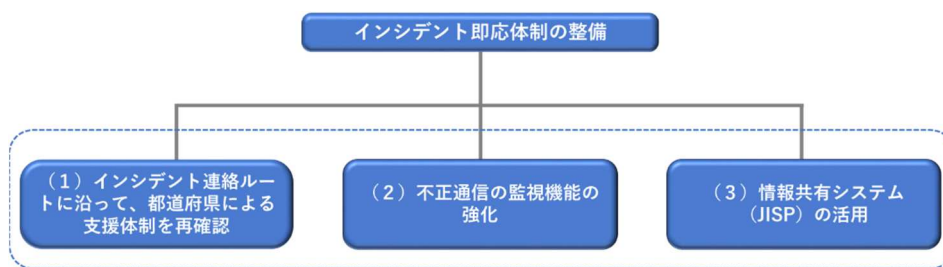 インシデント即応体制の整備
（1）インシデント連絡ルー
トに沿って、都道府県による
支援体制を再確認
（2）不正通信の監視機能の
強化
（3）情報共有システム
（JISP）の活用